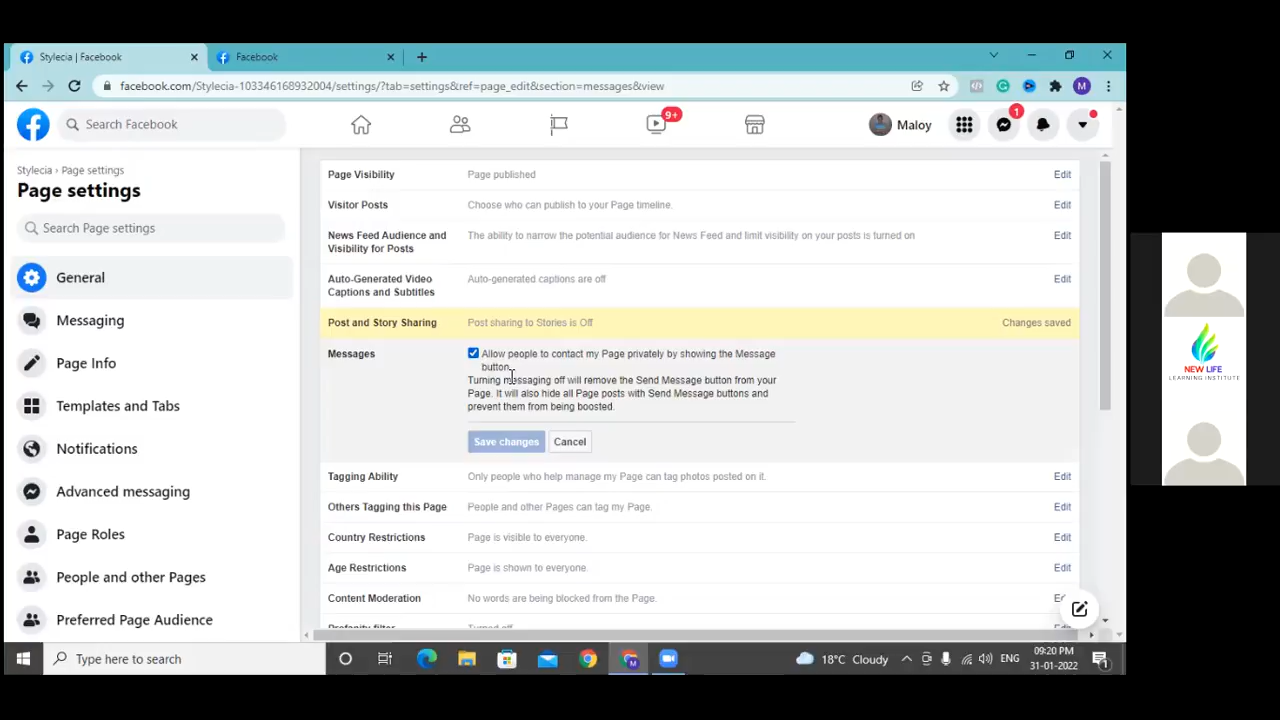 Stylecia | Facebook
Facebook
facebook.com/Stylecia-103346168932004/settings/?tab=settings&ref=page_edit&section=messages&view
M
Search Facebook
9+
Maloy
1
Stylecia › Page settings
Page settings
Search Page settings
General
Messaging
Page Info
Templates and Tabs
Notifications
Advanced messaging
Page Roles
People and other Pages
Preferred Page Audience
Page Visibility
Page published
Edit
Visitor Posts
Choose who can publish to your Page timeline.
Edit
News Feed Audience and
Visibility for Posts
The ability to narrow the potential audience for News Feed and limit visibility on your posts is turned on
Edit
Auto-Generated Video
Captions and Subtitles
Auto-generated captions are off
Edit
Post and Story Sharing
Post sharing to Stories is Off
Changes saved
Messages
Allow people to contact my Page privately by showing the Message
button.
Turning messaging off will remove the Send Message button from your
Page. It will also hide all Page posts with Send Message buttons and
prevent them from being boosted.
Save changes
Cancel
Tagging Ability
Only people who help manage my Page can tag photos posted on it.
Edit
Others Tagging this Page
People and other Pages can tag my Page.
Edit
Country Restrictions
Page is visible to everyone.
Edit
Age Restrictions
Page is shown to everyone.
Edit
Content Moderation
No words are being blocked from the Page.
Profanity filter
Turned off
NEW LIFE
LEARNING INSTITUTE
Type here to search
M
18°C Cloudy
ENG
09:20 PM
31-01-2022
1